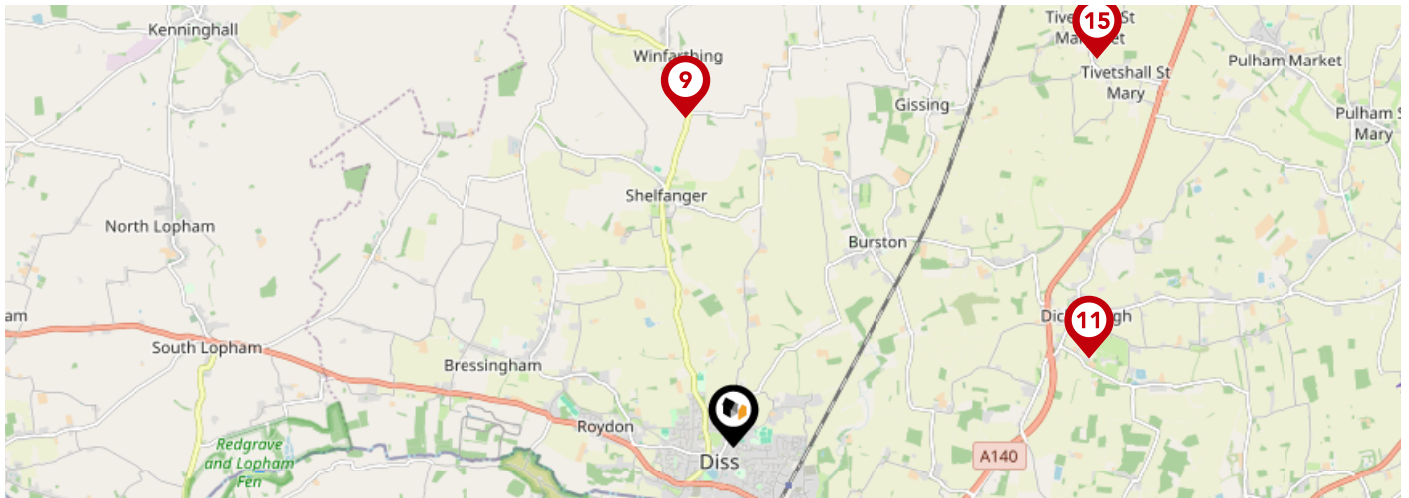 Kenninghall
Winfarthing
9
15
Tivetshall St
Mary
Pulham Market
Gissing
Pulham S
Mary
Shelfanger
North Lopham
Burston
11
am
South Lopham
Bressingham
Roydon
Redgrave
and Lopham
Fen
Diss
A140